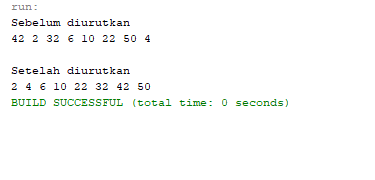 run:
Sebelum diurutkan
42 2 32 6 10 22 50 4
Setelah diurutkan
2 4 6 10 22 32 42 50
BUILD SUCCESSFUL (total time: 0 seconds)